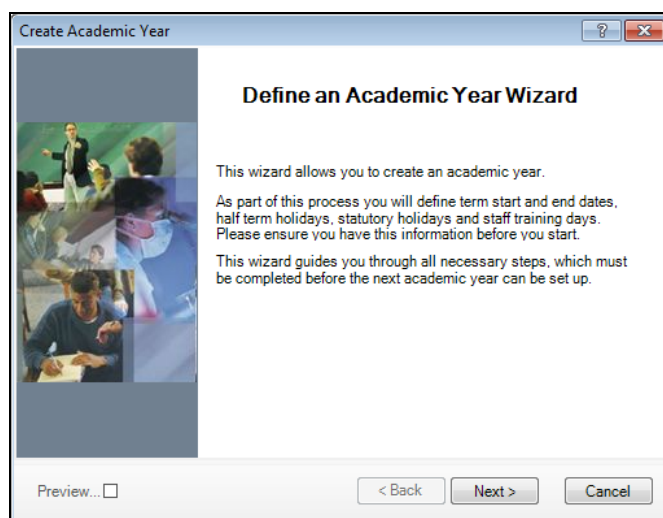 Create Academic Year
Define an Academic Year Wizard
This wizard allows you to create an academic year.
As part of this process you will define term start and end dates,
half term holidays, statutory holidays and staff training days.
Please ensure you have this information before you start.
This wizard guides you through all necessary steps, which must
be completed before the next academic year can be set up.
Preview...
< Back
Next >
Cancel